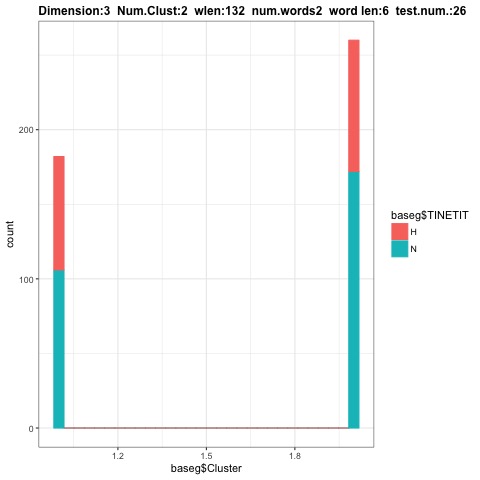 Dimension:3 Num.Clust:2 wlen:132 num.words2 word len:6 test.num.:26
200
100
0
count
1.2 1.5 1.8
baseg$Cluster
baseg$TINETIT
H
N